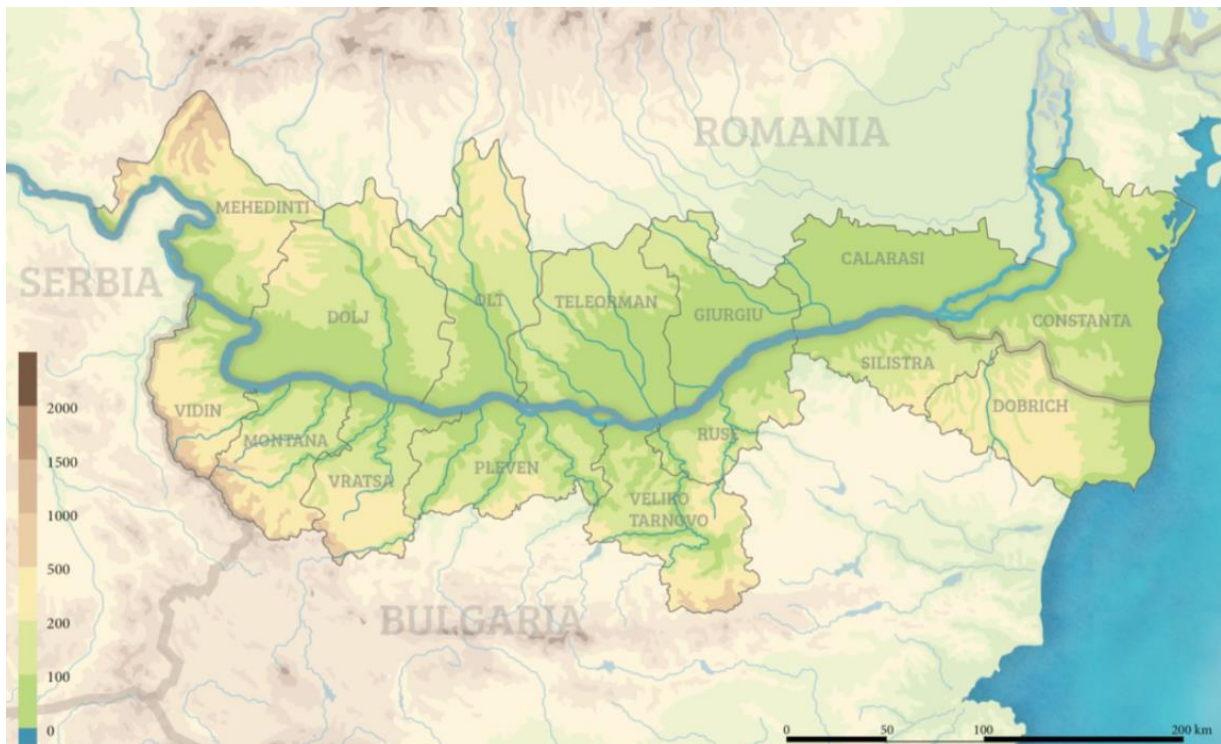 ROMANIA
MEHEDINTI
CALARASI
SERBIA
OLT
TELEORMAN
DOLJ
GIURGIU
CONSTANTA
SILISTRA
DOBRICH
VIDIN
MONTANA
RUSE
PLEVEN
VRATSA
VELIKO
TARNOVO
BULGARIA
2000
1500
1000
500
200
100
0
0 50 100 200 km